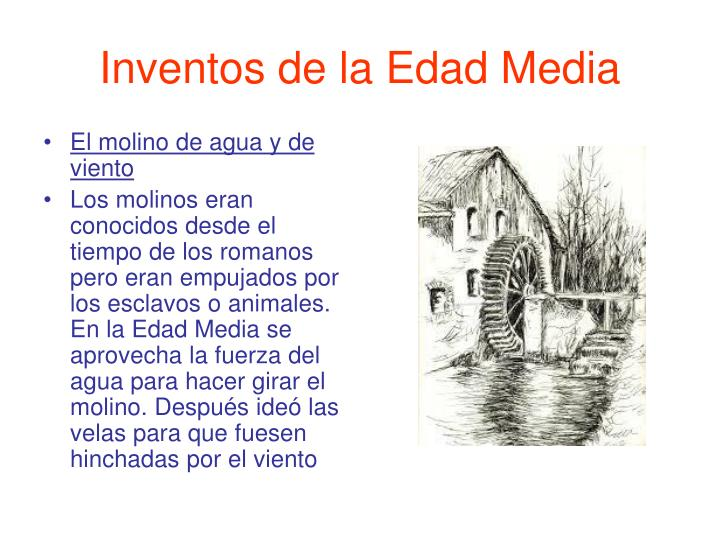 Inventos de la Edad Media
• El molino de agua y de
viento
• Los molinos eran
conocidos desde el
tiempo de los romanos
pero eran empujados por
los esclavos o animales.
En la Edad Media se
aprovecha la fuerza del
agua para hacer girar el
molino. Después ideó las
velas para que fuesen
hinchadas por el viento